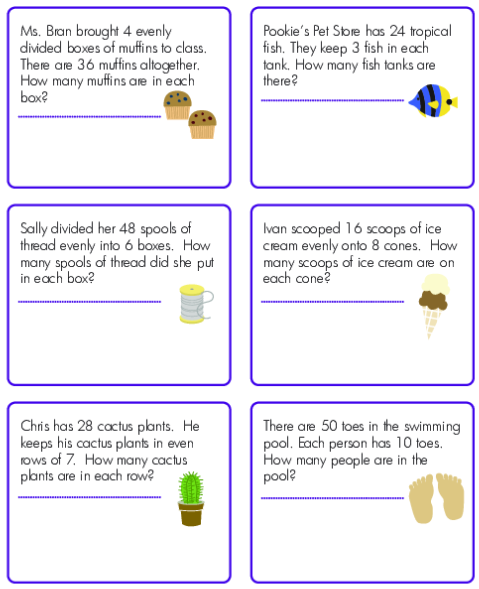 Ms. Bran brought 4 evenly
divided boxes of muffins to class.
There are 36 muffins altogether.
How many muffins are in each
box?
Pookie's Pet Store has 24 tropical
fish. They keep 3 fish in each
tank. How many fish tanks are
there?
Sally divided her 48 spools of
thread evenly into 6 boxes.  How
many spools of thread did she put
in each box?
Ivan scooped 16 scoops of ice
cream evenly onto 8 cones.  How
many scoops of ice cream are on
each cone?
Chris has 28 cactus plants.  He
keeps his cactus plants in even
rows of 7.  How many cactus
plants are in each row?
There are 50 toes in the swimming
pool. Each person has 10 toes.
How many people are in the
pool?